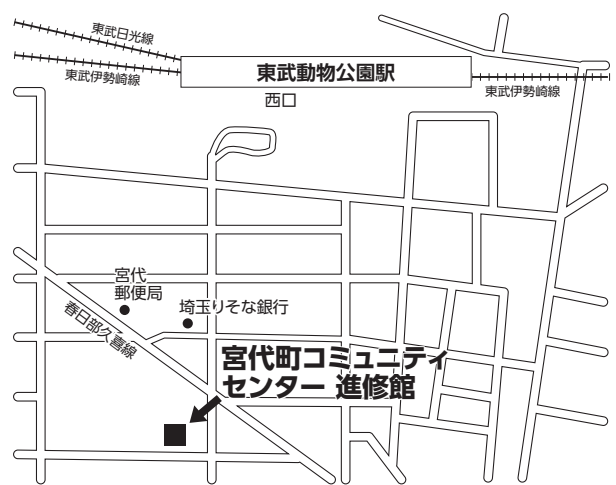 東武日光線
東武動物公園駅
東武伊勢崎線
東武伊勢崎線
西口
宮代
郵便局
埼玉りそな銀行
春日部久喜線
宮代町コミュニティ
センター 進修館